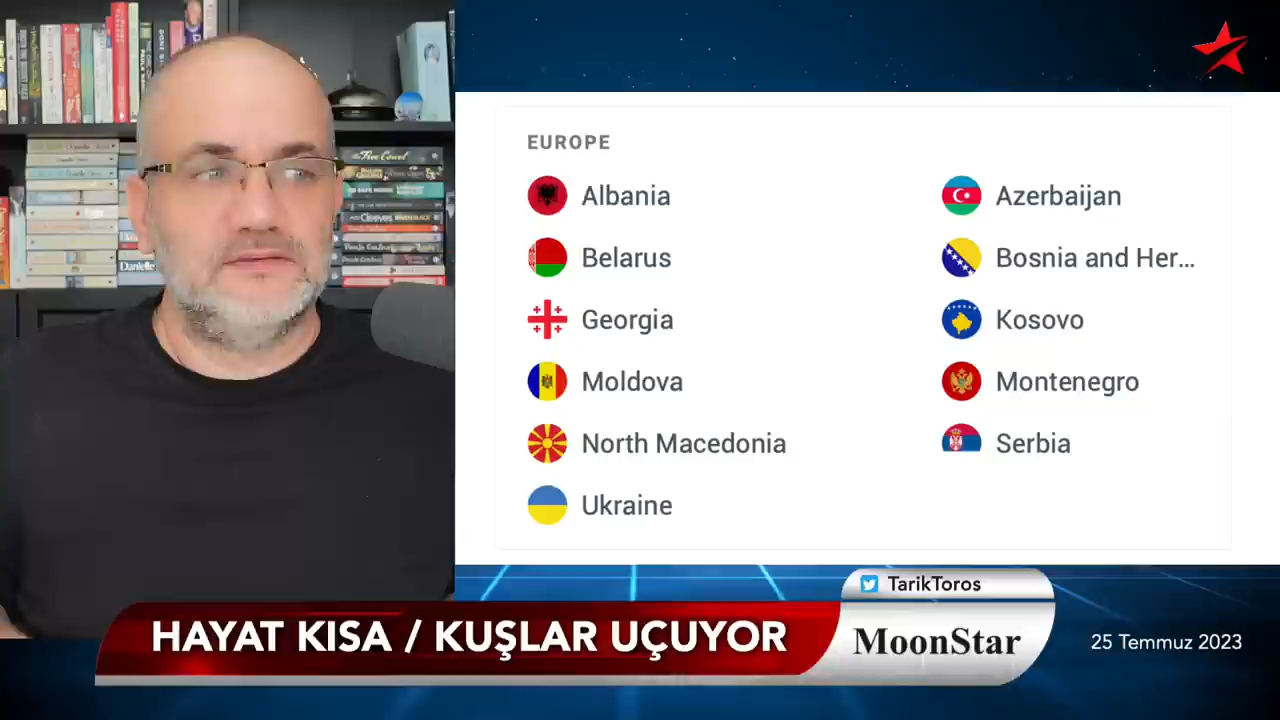 EUROPE
Albania
Azerbaijan
Belarus
Bosnia and Her...
Georgia
Kosovo
Moldova
Montenegro
North Macedonia
Serbia
Ukraine
TarikToros
HAYAT KISA / KUŞLAR UÇUYOR
MoonStar
25 Temmuz 2023